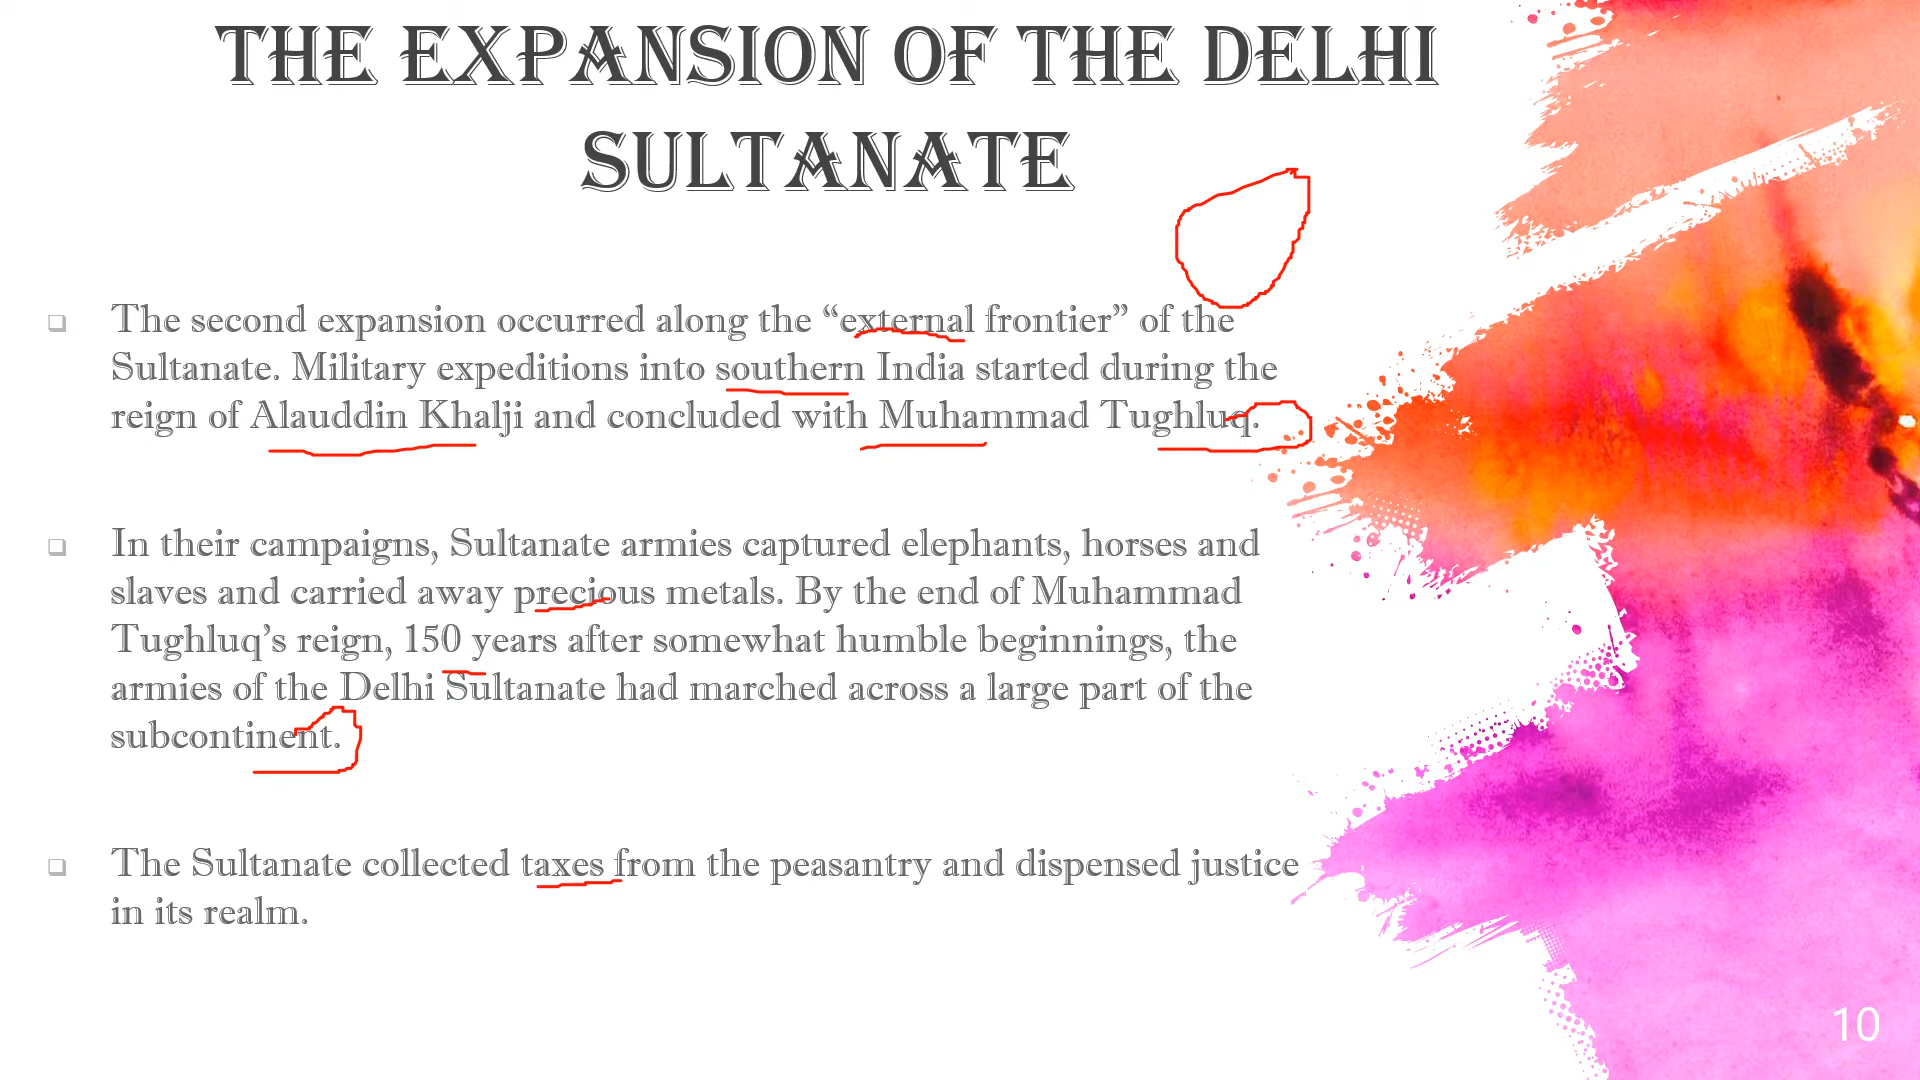 THE EXPANSION OF THE DELHI
SULTANATE
The second expansion occurred along the “external frontier” of the
Sultanate. Military expeditions into southern India started during the
reign of Alauddin Khalji and concluded with Muhammad Tughluq.
In their campaigns, Sultanate armies captured elephants, horses and
slaves and carried away precious metals. By the end of Muhammad
Tughluq’s reign, 150 years after somewhat humble beginnings, the
armies of the Delhi Sultanate had marched across a large part of the
subcontinent.
The Sultanate collected taxes from the peasantry and dispensed justice
in its realm.
10